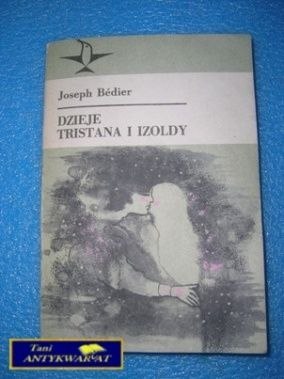 Joseph Bédier
DZIEJE
TRISTANA I IZOLDY
Tani
ANTYKWARIAT